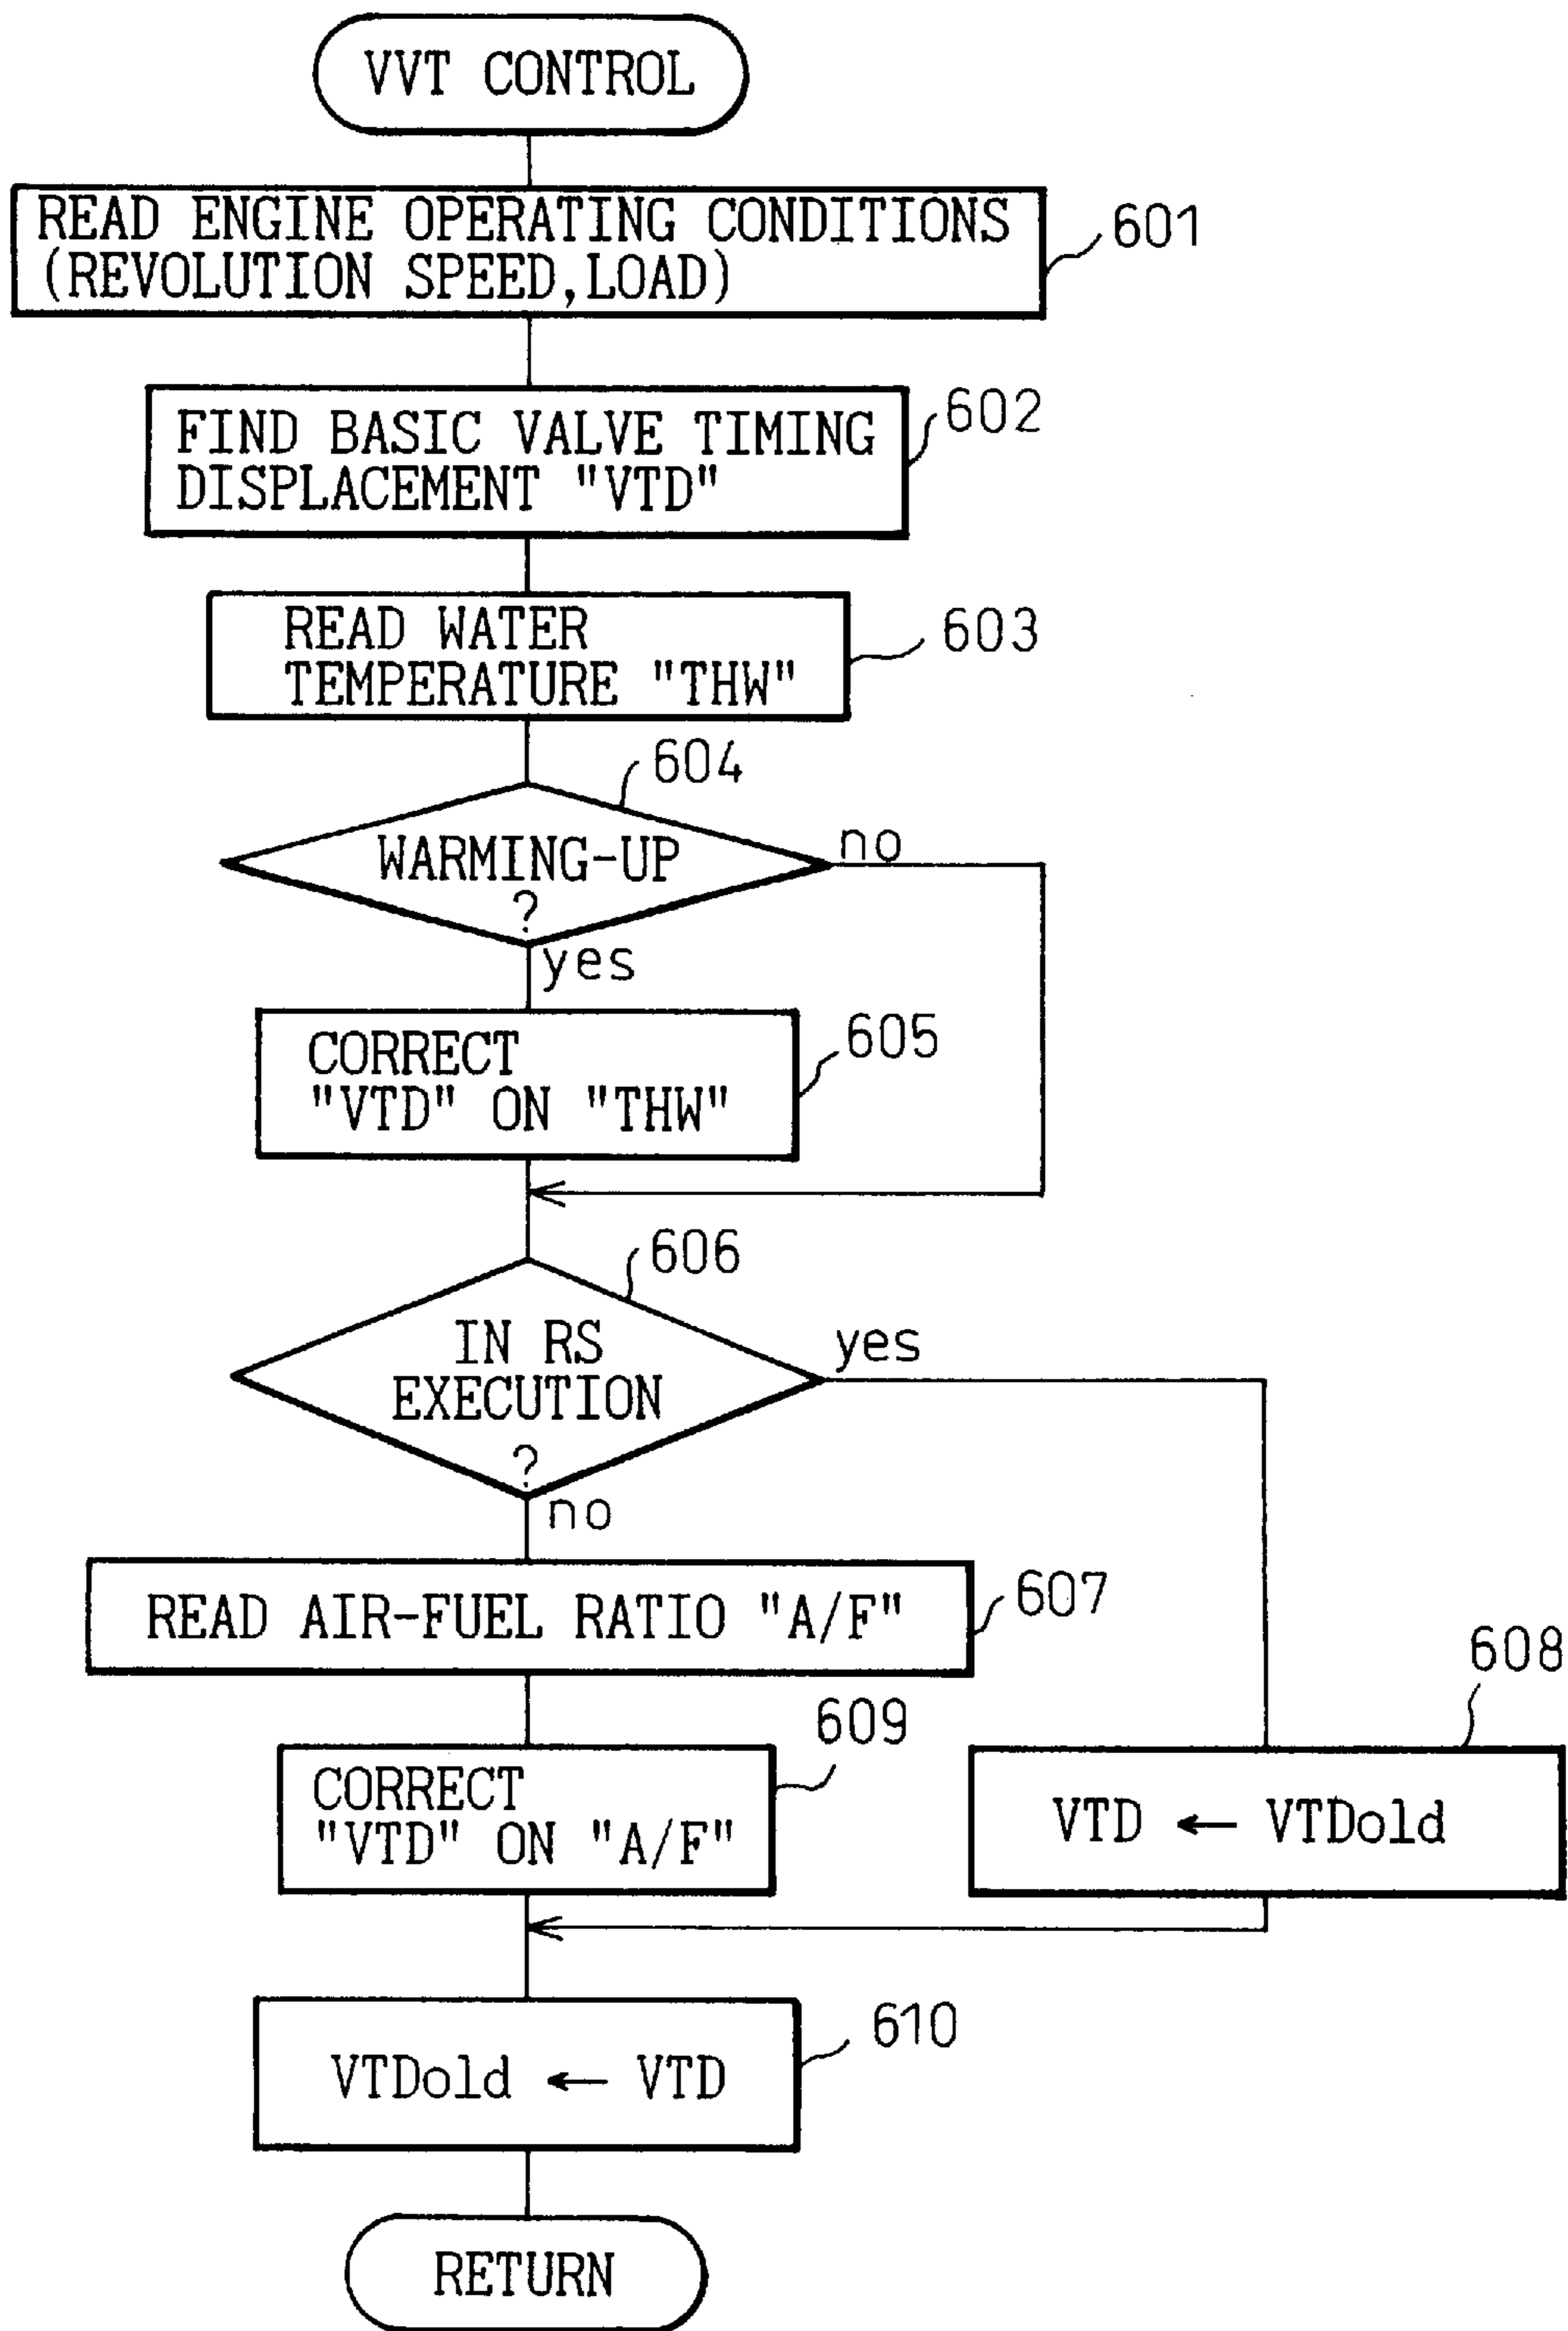 VVT CONTROL
READ ENGINE OPERATING CONDITIONS
(REVOLUTION SPEED,LOAD)
601
FIND BASIC VALVE TIMING
DISPLACEMENT "VTD"
602
READ WATER
TEMPERATURE "THW"
603
604
WARMING-UP
?
no
yes
CORRECT
"VTD" ON "THW"
605
606
IN RS
EXECUTION
?
yes
no
READ AIR-FUEL RATIO "A/F"
607
608
609
CORRECT
"VTD" ON "A/F"
VTD ← VTDold
VTDold ← VTD
610
RETURN